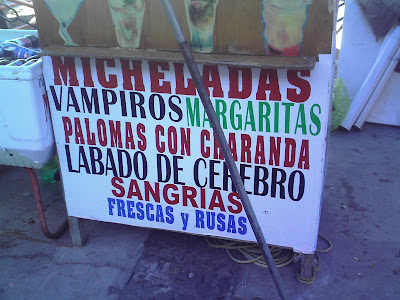 MICHELADAS
VAMPIROS MARGARITAS
PALOMAS CON CHARANDA
LABADO DE CEREBRO
SANGRIAS
FRESCAS y RUSAS